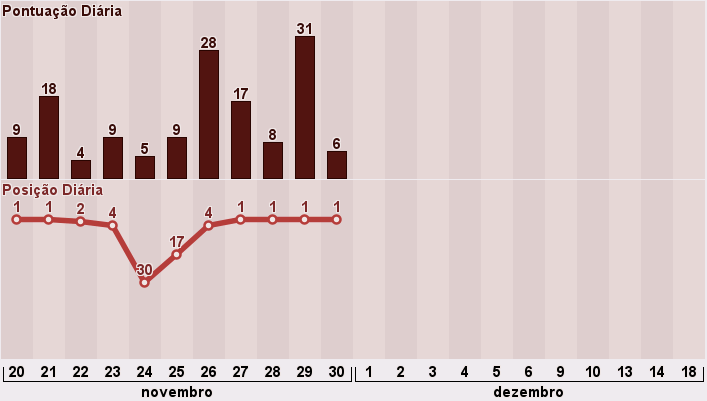 Pontuação Diária
9 18 4 9 5 9 28 17 8 31 6
Posição Diária
1 1 2 4 30 17 4 1 1 1 1
20 21 22 23 24 25 26 27 28 29 30 1 2 3 4 5 6 9 10 13 14 18
novembro dezembro